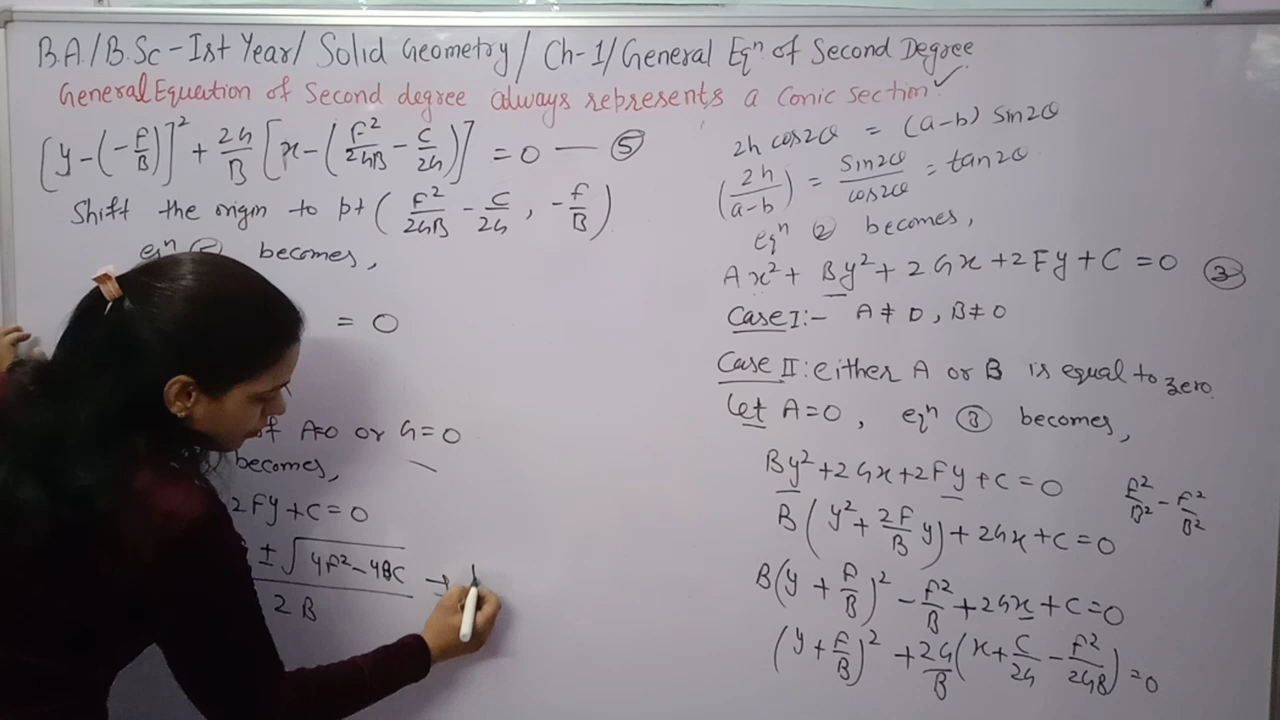 B.A./B.Sc-Ist Year/ Solid Geometry/ Ch-1/General Eqⁿ of Second Degree
General Equation of Second degree always represents a Conic section. ✓
[y-(-F/B)]² + 2G/B [x-(F²/2GB - C/2G)] = 0 — ⑤
Shift the origin to pt (F²/2GB - C/2G, -F/B)
becomes,
= 0
of A=0 or G=0
becomes,
2Fy+C=0
±√4F²-4BC / 2B →
2h cos2θ = (a-b) sin2θ
(2h/a-b) = sin2θ/cos2θ = tan2θ
eqⁿ ② becomes,
Ax²+ By²+ 2Gx+2Fy+C=0 ③
Case I:- A≠0, B≠0
Case II: either A or B is equal to zero.
let A=0, eqⁿ ③ becomes,
By²+2Gx+2Fy+C=0
F²/B² - F²/B²
B(y²+2F/B y)+2Gx+C=0
B(y+F/B)² - F²/B +2Gx+C=0
(y+F/B)² + 2G/B(x+C/2G - F²/2GB)=0